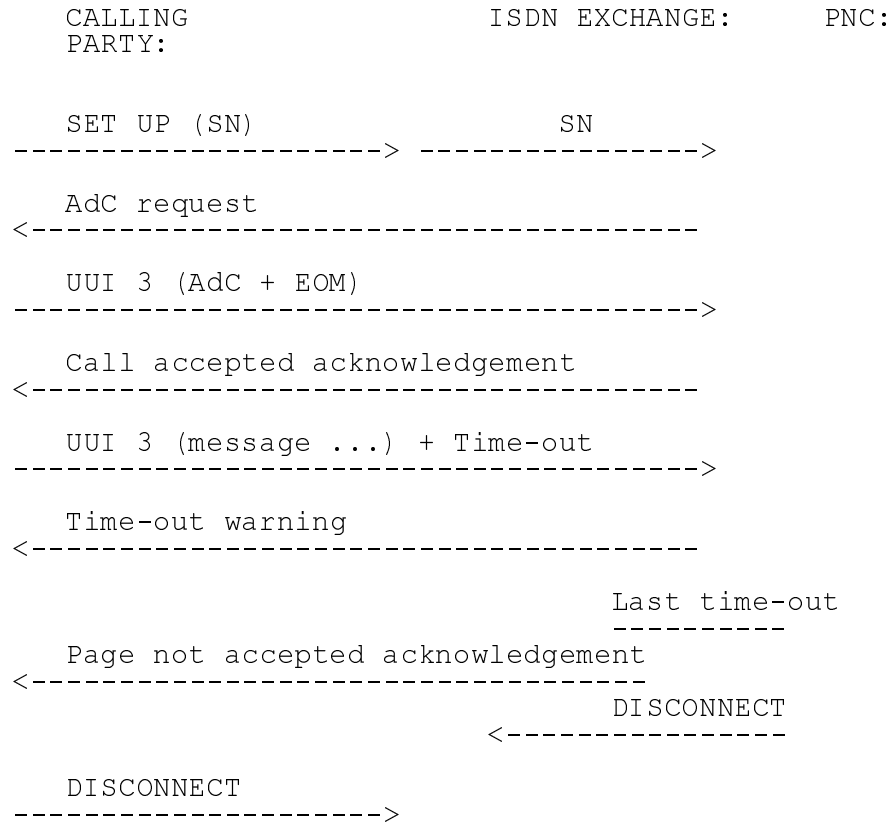 CALLING ISDN EXCHANGE: PNC:
PARTY:
SET UP (SN) SN
--------------------> ---------------->
AdC request
<--------------------------------------
UUI 3 (AdC + EOM)
--------------------------------------->
Call accepted acknowledgement
<--------------------------------------
UUI 3 (message ...) + Time-out
--------------------------------------->
Time-out warning
<--------------------------------------
Last time-out
----------
Page not accepted acknowledgement
<-----------------------------------
DISCONNECT
<----------------
DISCONNECT
--------------------->